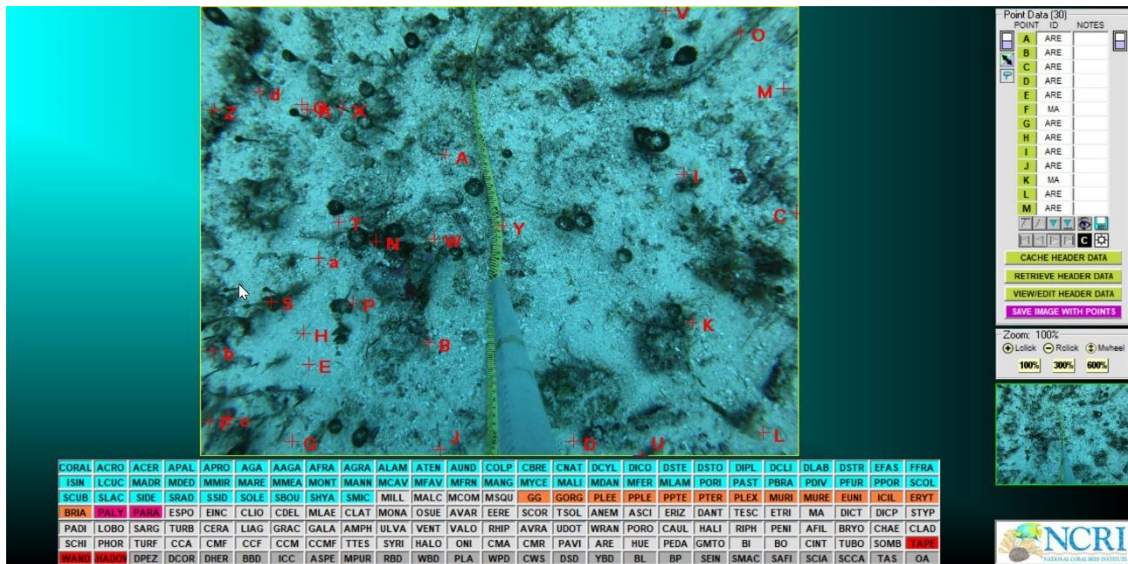 Point Data (30)
POINT ID NOTES
A ARE
B ARE
C ARE
D ARE
E ARE
F MA
G ARE
H ARE
I ARE
J ARE
K MA
L ARE
M ARE
C
CACHE HEADER DATA
RETRIEVE HEADER DATA
VIEW/EDIT HEADER DATA
SAVE IMAGE WITH POINTS
Zoom: 100%
Lclick Rclick Mwheel
100% 300% 600%
V
O
d
M
Z
X
A
I
C
T
Y
N
W
a
S
P
K
H
B
b
E
F
e
L
G
J
D
U
CORAL ACRO ACER APAL APRO AGA AAGA AFRA AGRA ALAM ATEN AUND COLP CBRE CNAT DCYL DICO DSTE DSTO DIPL DCLI DLAB DSTR EFAS FFRA
ISIN LCUC MADR MDED MMIR MARE MMEA MONT MANN MCAV MFAV MFRN MANG MYCE MALI MDAN MFER MLAM PORI PAST PBRA PDIV PFUR PPOR SCOL
SCUB SLAC SIDE SRAD SSID SOLE SBOU SHYA SMIC MILL MALC MCOM MSQU GG GORG PLEE PPLE PPTE PTER PLEX MURI MURE EUNI ICIL ERYT
BRIA PALY PARA ESPO EINC CLIO CDEL MLAE CLAT MONA OSUE AVAR EERE SCOR TSOL ANEM ASCI ERIZ DANT TESC ETRI MA DICT DICP STYP
PADI LOBO SARG TURB CERA LIAG GRAC GALA AMPH ULVA VENT VALO RHIP AVRA UDOT WRAN PORO CAUL HALI RIPH PENI AFIL BRYO CHAE CLAD
SCHI PHOR TURF CCA CMF CCF CCM CCMF TTES SYRI HALO ONI CMA CMR PAVI ARE HUE PEDA GMTO BI BO CINT TUBO SOMB TAPE
WAND HADOW DPEZ DCOR DHER BBD ICC ASPE MPUR RBD WBD PLA WPD CWS DSD YBD BL BP SEIN SMAC SAFI SCIA SCCA TAS OA
NCRI
NATIONAL CORAL REEF INSTITUTE